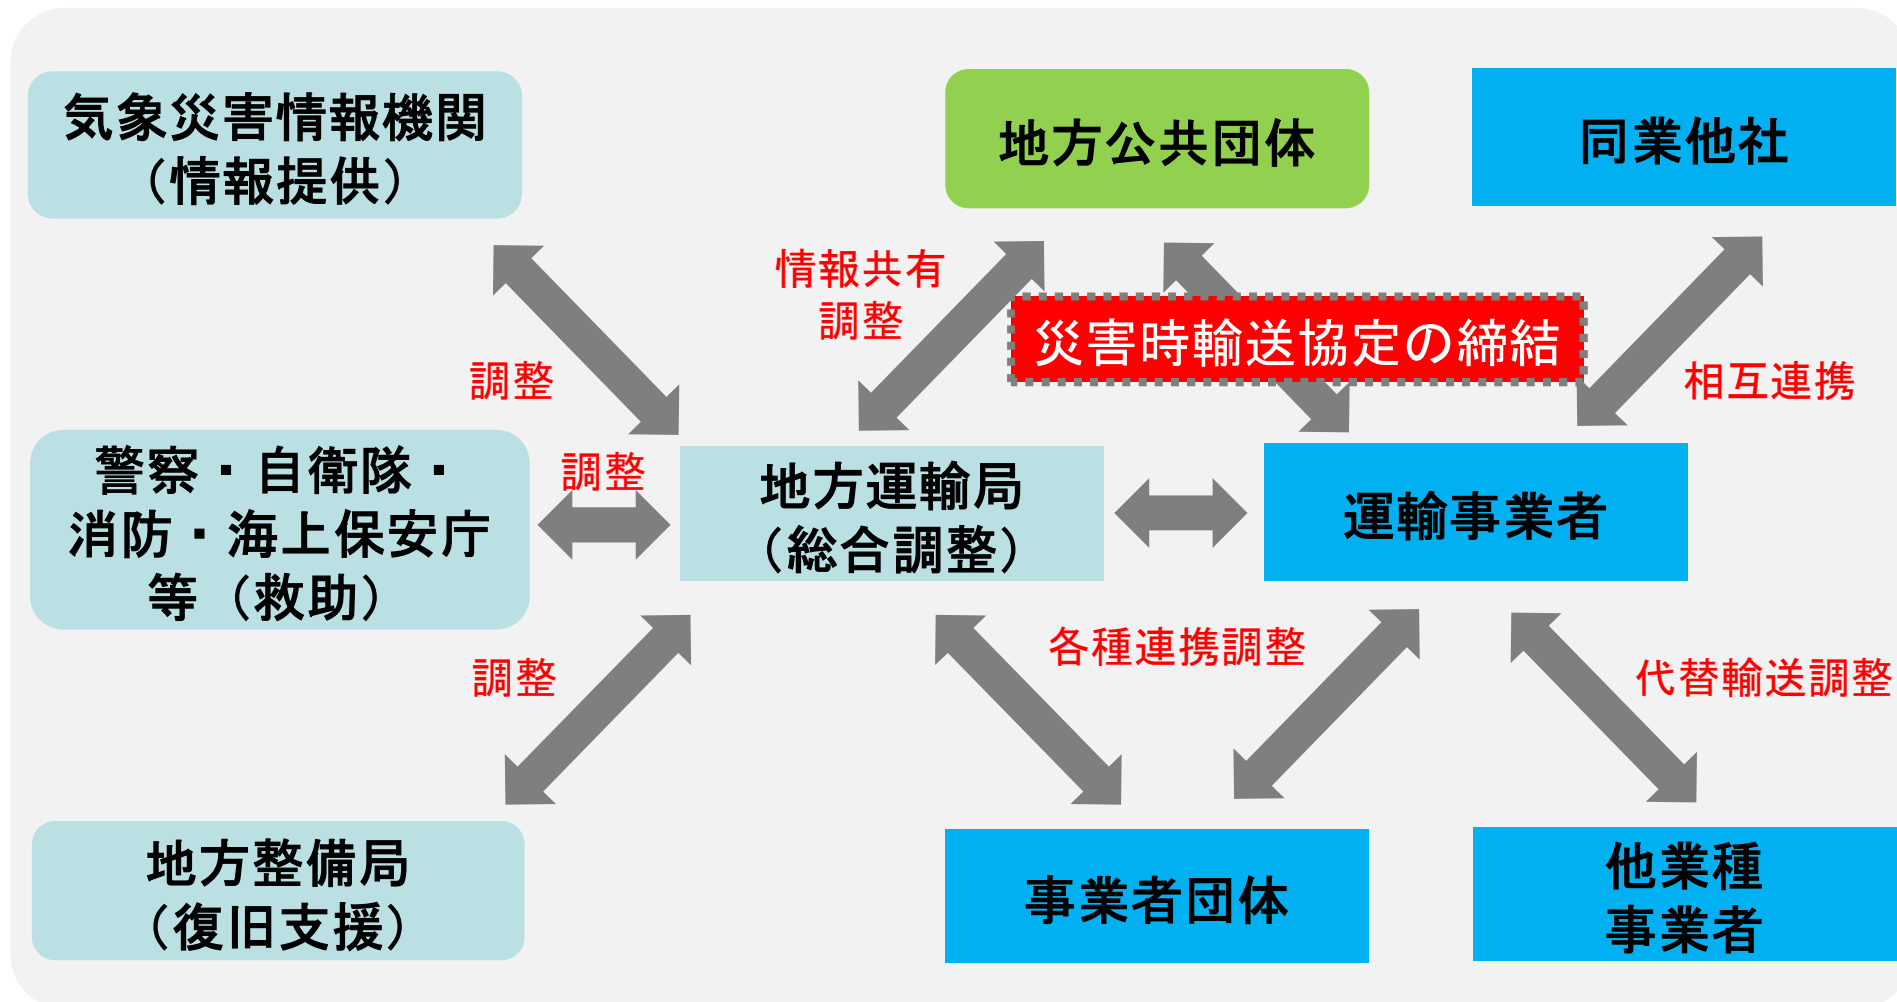 気象災害情報機関
（情報提供）
地方公共団体
同業他社
情報共有
調整
災害時輸送協定の締結
調整
相互連携
警察・自衛隊・
消防・海上保安庁
等（救助）
調整
地方運輸局
（総合調整）
運輸事業者
調整
各種連携調整
代替輸送調整
地方整備局
（復旧支援）
事業者団体
他業種
事業者